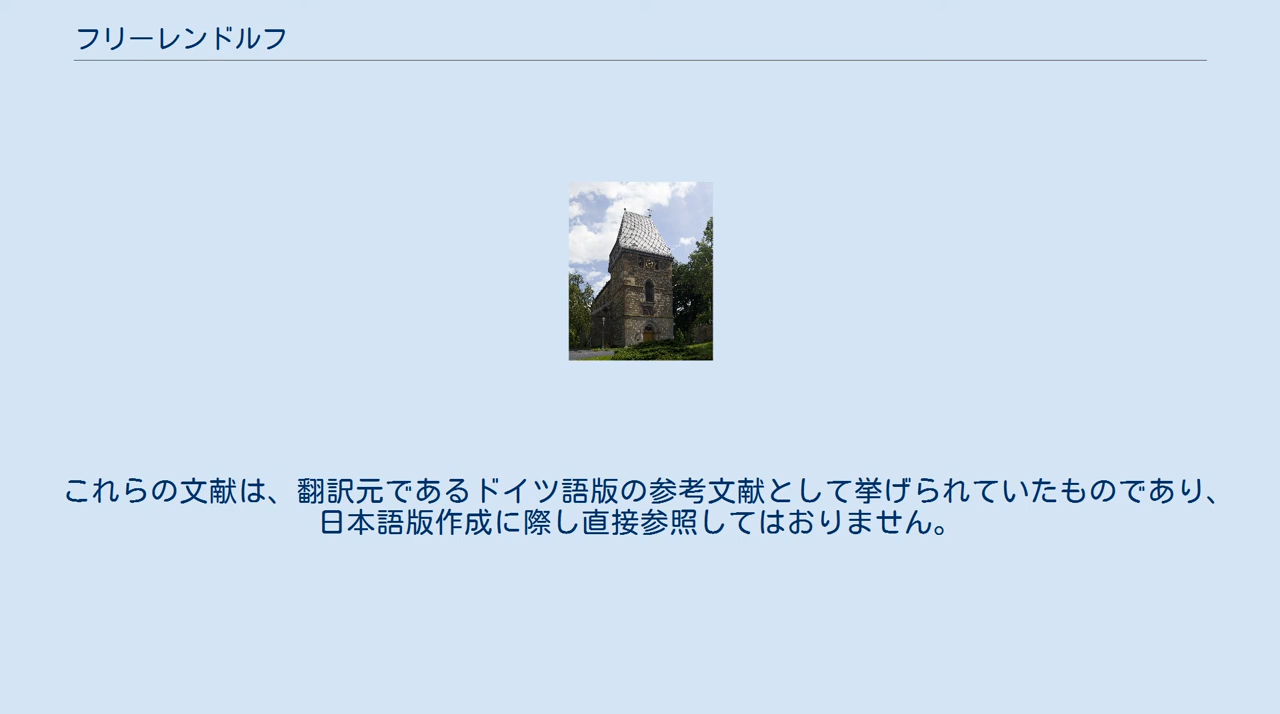 フリーレンドルフ
これらの文献は、翻訳元であるドイツ語版の参考文献として挙げられていたものであり、
日本語版作成に際し直接参照してはおりません。